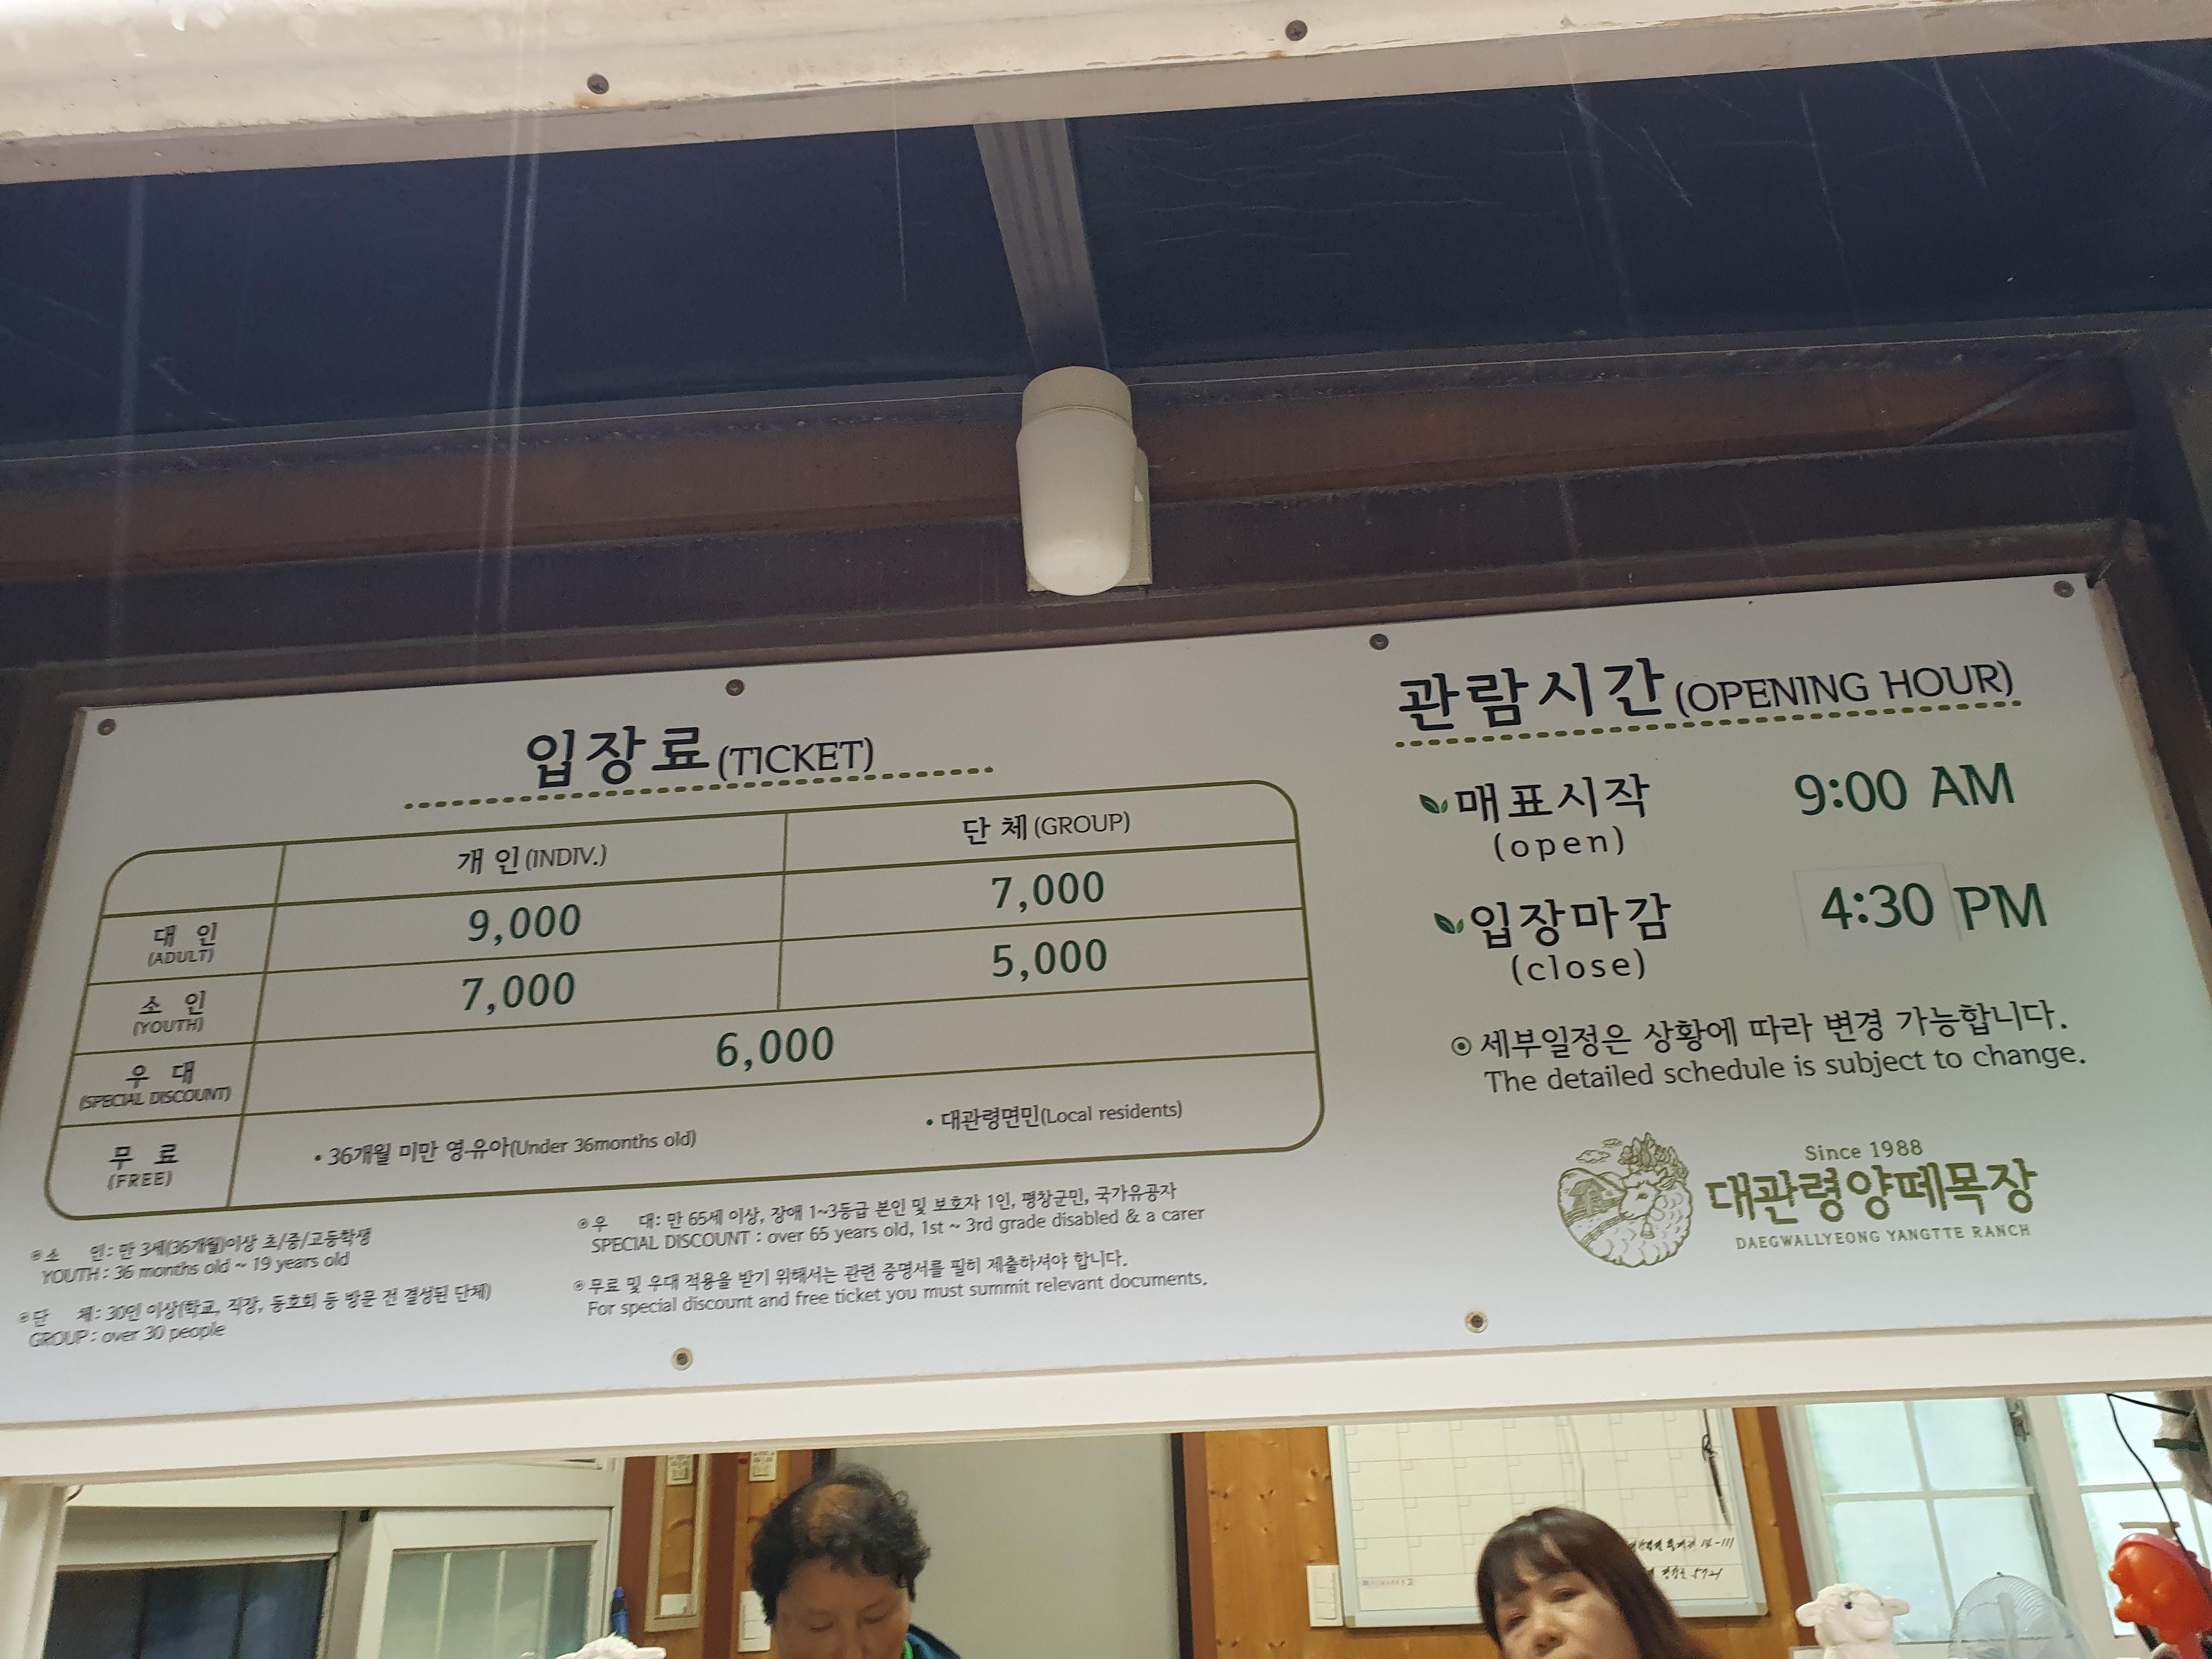 입장료(TICKET)
개 인(INDIV.)
단 체(GROUP)
대 인
(ADULT)
9,000
7,000
소 인
(YOUTH)
7,000
5,000
우 대
(SPECIAL DISCOUNT)
6,000
무 료
(FREE)
• 36개월 미만 영·유아(Under 36months old)
• 대관령면민(Local residents)
◉ 소 인: 만 3세(36개월)이상 초/중/고등학생
YOUTH : 36 months old ~ 19 years old
◉ 단 체: 30인 이상(학교, 직장, 동호회 등 방문 전 결성된 단체)
GROUP : over 30 people
◉ 우 대: 만 65세 이상, 장애 1~3등급 본인 및 보호자 1인, 평창군민, 국가유공자
SPECIAL DISCOUNT : over 65 years old, 1st ~ 3rd grade disabled & a carer
◉ 무료 및 우대 적용을 받기 위해서는 관련 증명서를 필히 제출하셔야 합니다.
For special discount and free ticket you must summit relevant documents.
관람시간(OPENING HOUR)
매표시작 9:00 AM
(open)
입장마감 4:30 PM
(close)
◉ 세부일정은 상황에 따라 변경 가능합니다.
The detailed schedule is subject to change.
Since 1988
대관령양떼목장
DAEGWALLYEONG YANGTTE RANCH